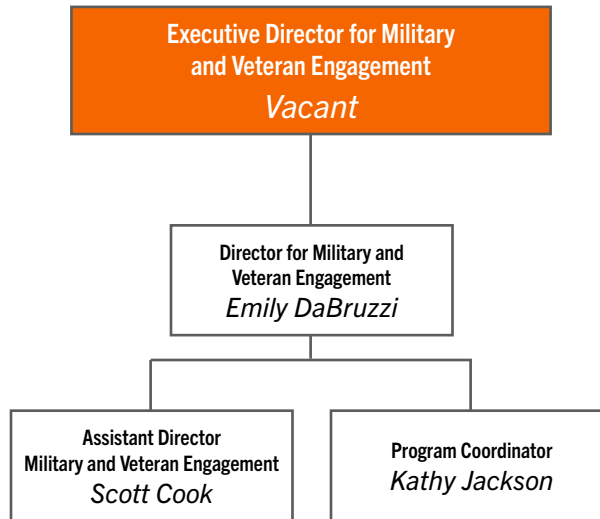 Executive Director for Military
and Veteran Engagement
Vacant
Director for Military and
Veteran Engagement
Emily DaBruzzi
Assistant Director
Military and Veteran Engagement
Scott Cook
Program Coordinator
Kathy Jackson